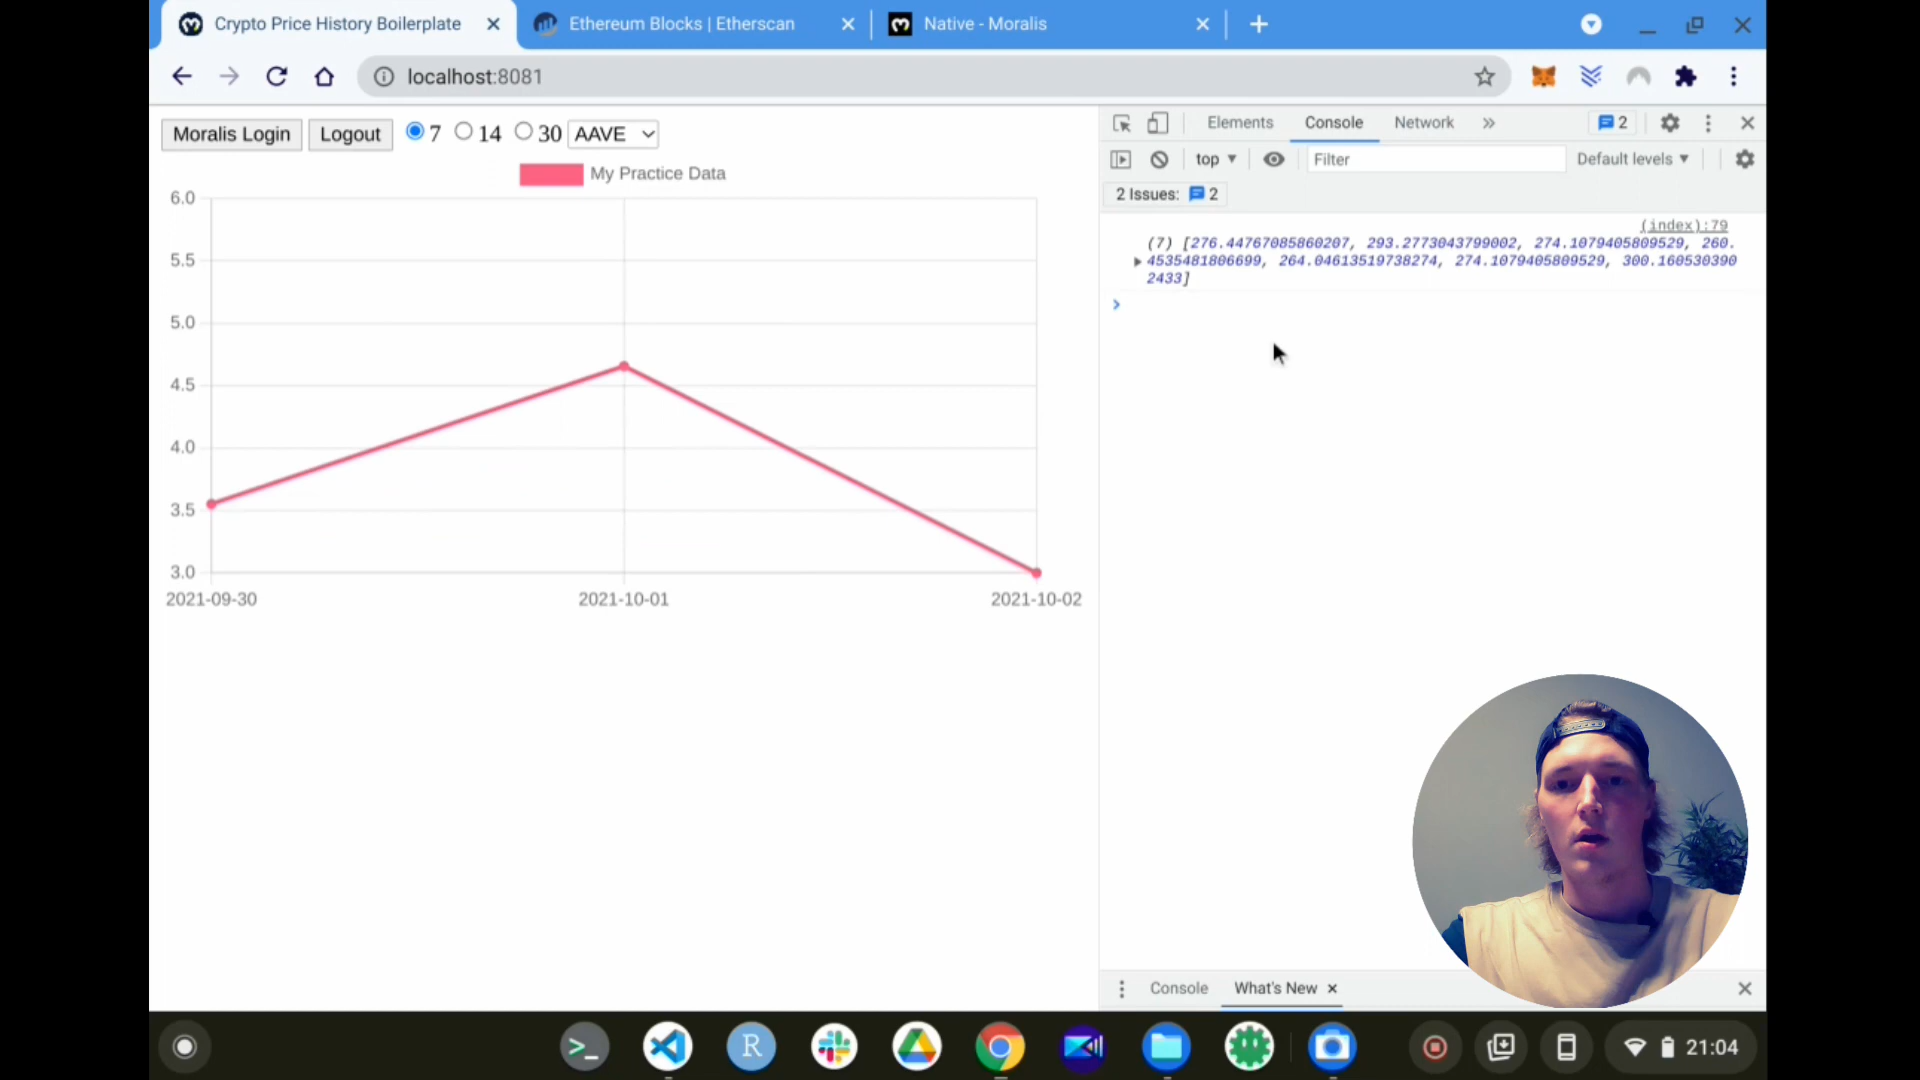 Crypto Price History Boilerplate
Ethereum Blocks | Etherscan
Native - Moralis
localhost:8081
Moralis Login
Logout
7
14
30
AAVE
My Practice Data
6.0
5.5
5.0
4.5
4.0
3.5
3.0
2021-09-30
2021-10-01
2021-10-02
Elements
Console
Network
2
top
Filter
Default levels
2 Issues:
2
(index):79
(7) [276.44767085860207, 293.2773043799002, 274.1079405809529, 260.
4535481806699, 264.04613519738274, 274.1079405809529, 300.160530390
2433]
Console
What's New
R
21:04